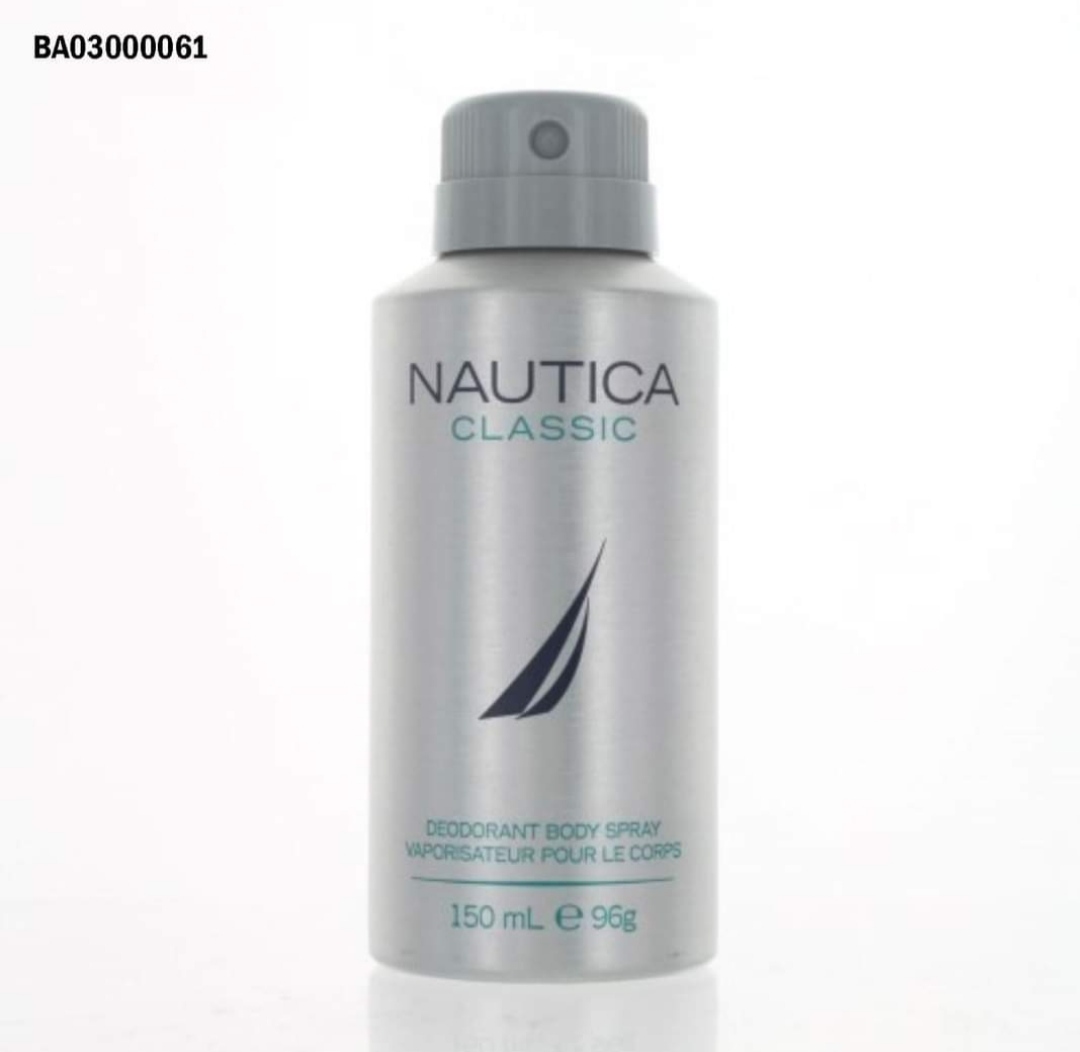 BA03000061
NAUTICA
CLASSIC
DEODORANT BODY SPRAY
VAPORISATEUR POUR LE CORPS
150 mL ℮ 96g